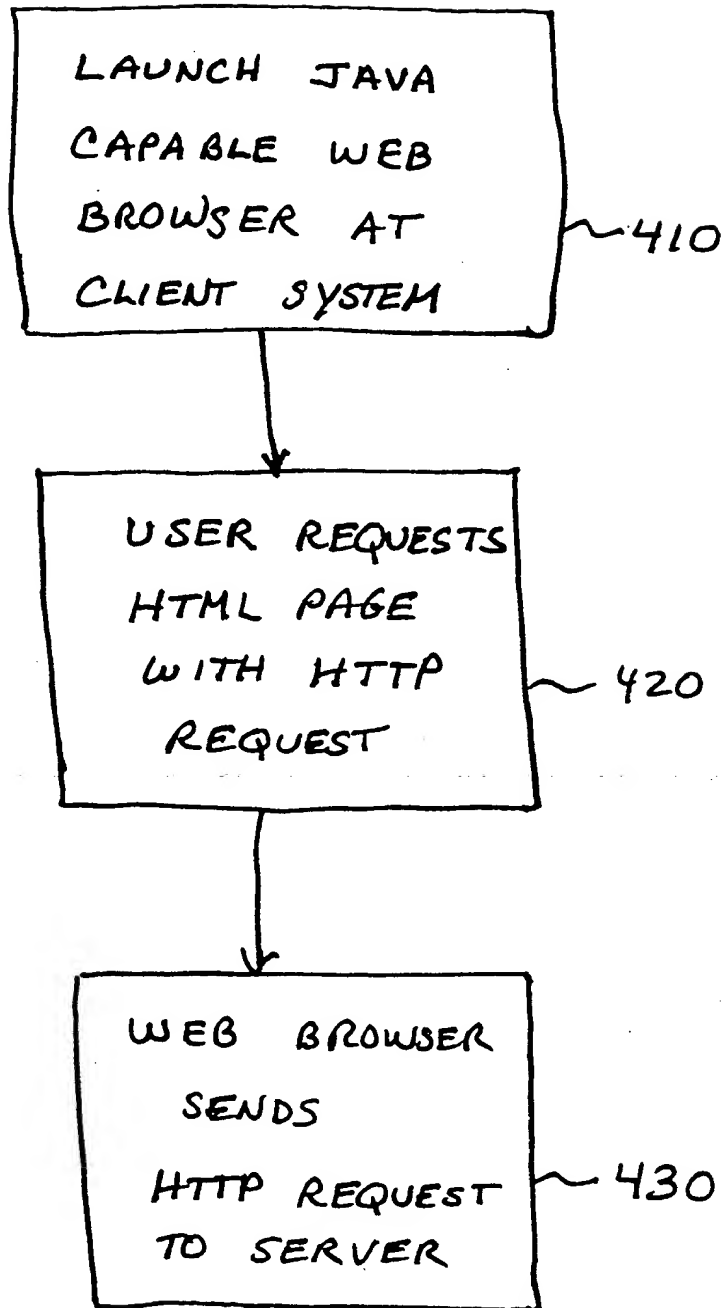 LAUNCH JAVA
CAPABLE WEB
BROWSER AT
CLIENT SYSTEM
410
USER REQUESTS
HTML PAGE
WITH HTTP
REQUEST
420
WEB BROWSER
SENDS
HTTP REQUEST
TO SERVER
430